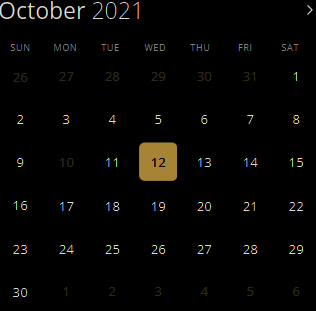 October 2021 >
SUN MON TUE WED THU FRI SAT
26 27 28 29 30 31 1
2 3 4 5 6 7 8
9 10 11 12 13 14 15
16 17 18 19 20 21 22
23 24 25 26 27 28 29
30 1 2 3 4 5 6